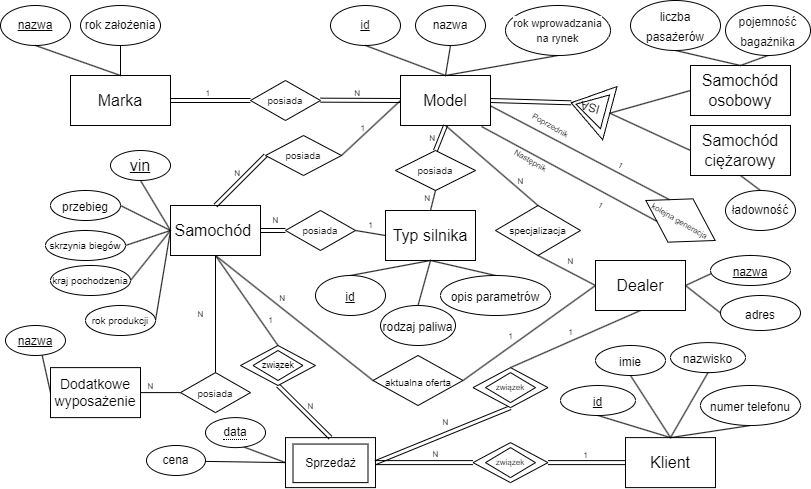 nazwa
rok założenia
id
nazwa
rok wprowadzania
na rynek
liczba
pasażerów
pojemność
bagażnika
Marka
1
posiada
N
Model
ISA
Samochód
osobowy
Samochód
ciężarowy
ładowność
Poprzednik
1
Następnik
1
kolejna generacja
1
posiada
N
N
posiada
N
N
specjalizacja
N
vin
przebieg
skrzynia biegów
kraj pochodzenia
rok produkcji
Samochód
N
posiada
1
Typ silnika
id
rodzaj paliwa
opis parametrów
Dealer
nazwa
adres
N
1
N
1
1
nazwa
Dodatkowe
wyposażenie
N
posiada
związek
N
aktualna oferta
związek
N
imie
nazwisko
id
numer telefonu
data
cena
Sprzedaż
N
związek
1
Klient